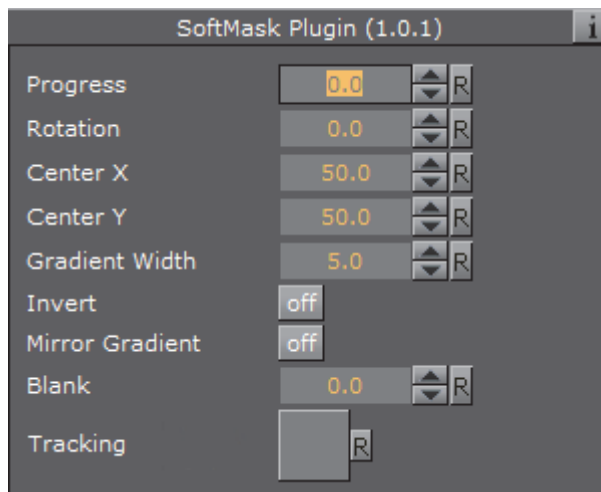 SoftMask Plugin (1.0.1) i
Progress 0.0 R
Rotation 0.0 R
Center X 50.0 R
Center Y 50.0 R
Gradient Width 5.0 R
Invert off
Mirror Gradient off
Blank 0.0 R
Tracking R